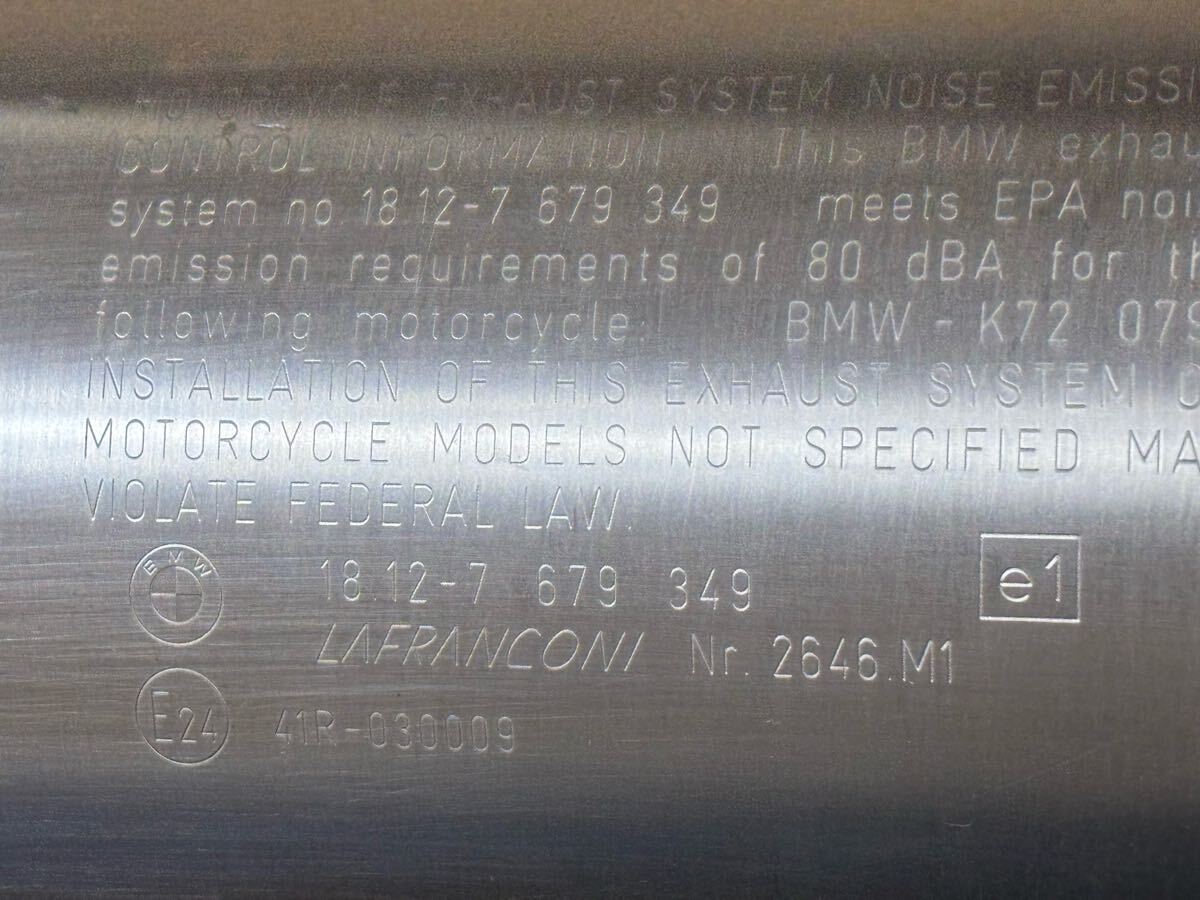 MOTORCYCLE EXHAUST SYSTEM NOISE EMISSI
CONTROL INFORMATION This BMW exhau
system no. 18 12-7 679 349 meets EPA noi
emission requirements of 80 dBA for th
following motorcycle: BMW - K72 07S
INSTALLATION OF THIS EXHAUST SYSTEM O
MOTORCYCLE MODELS NOT SPECIFIED MA
VIOLATE FEDERAL LAW.
BMW 18.12-7 679 349 e1
LAFRANCONI Nr. 2646.M1
E24 41R-030009